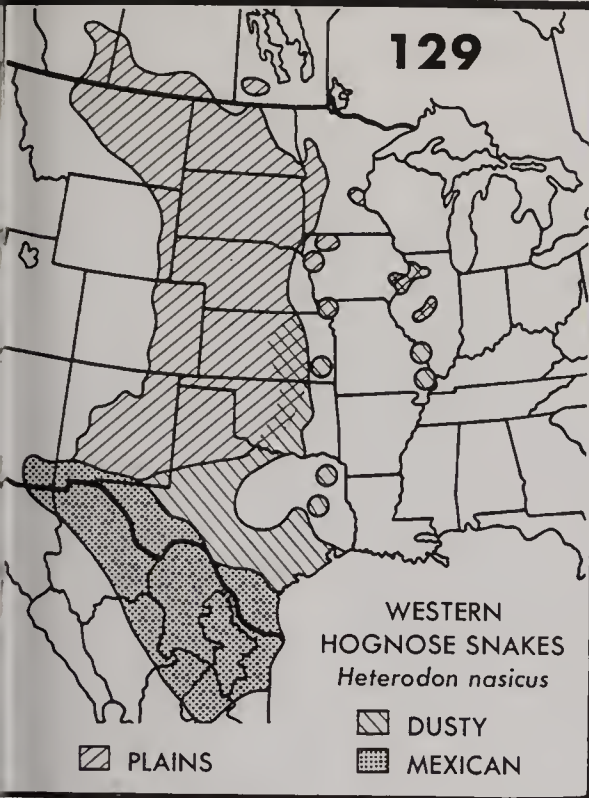 129
WESTERN
HOGNOSE SNAKES
Heterodon nasicus
DUSTY
PLAINS
MEXICAN